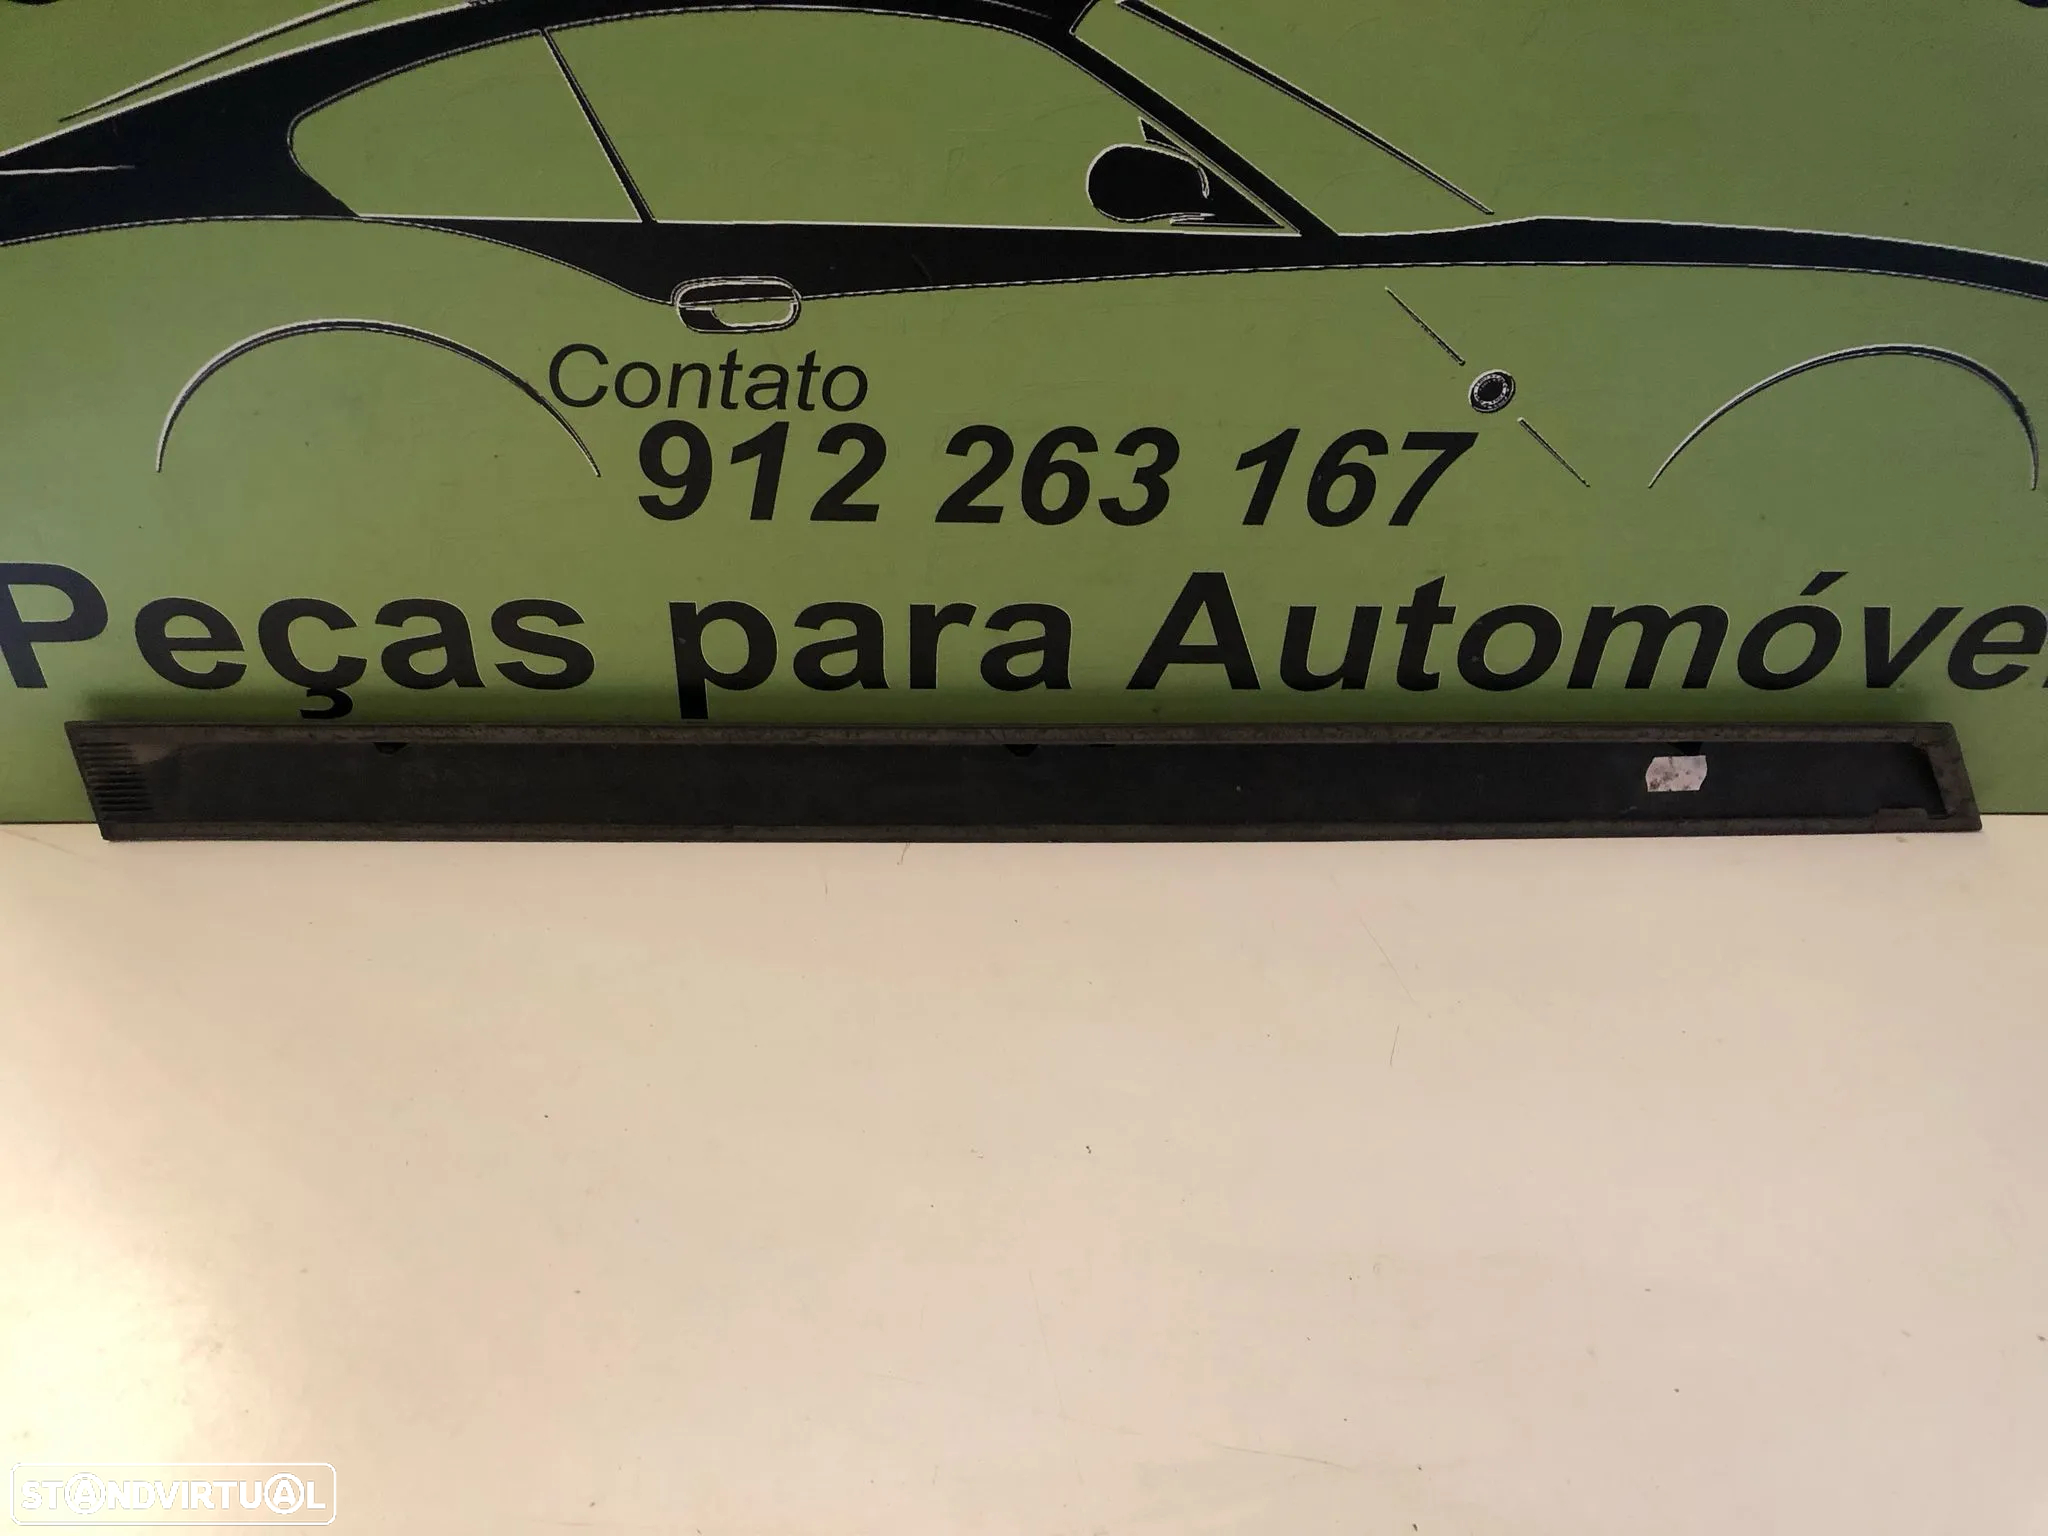 Contato
912 263 167
Peças para Automóve
STANDVIRTUAL